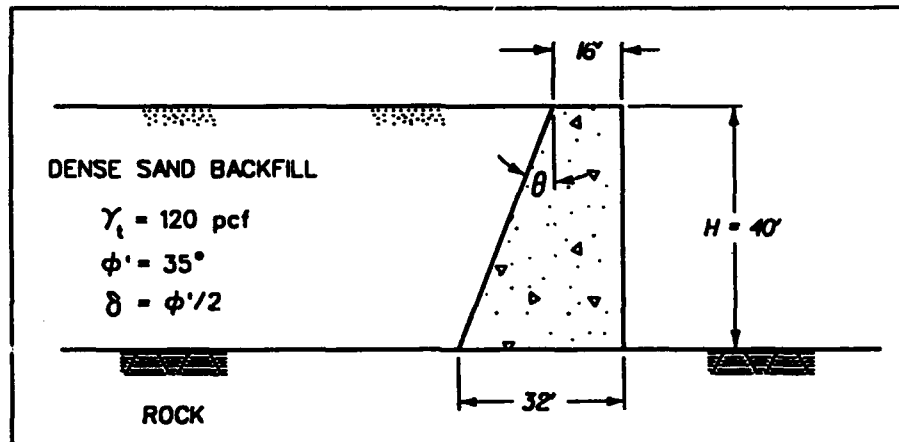 16'
DENSE SAND BACKFILL
θ
γt = 120 pcf
H = 40'
ϕ' = 35°
δ = ϕ'/2
32'
ROCK